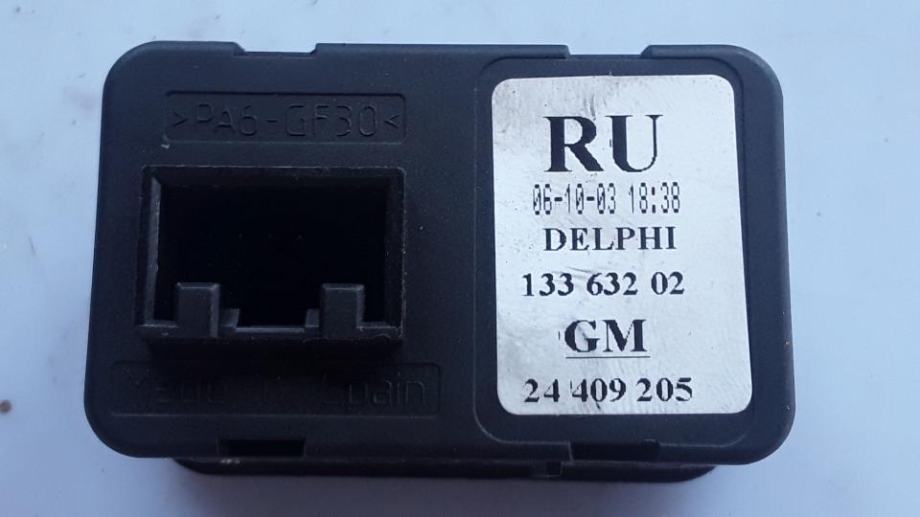 >PA6-GF30<
Made in Spain
RU
06-10-03 18:38
DELPHI
133 632 02
GM
24 409 205